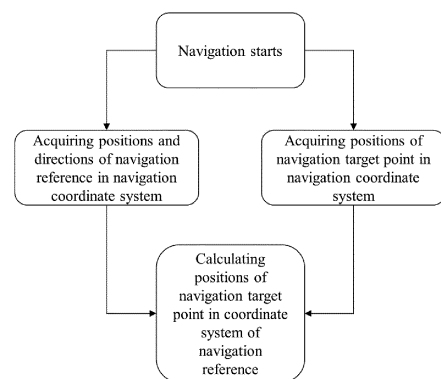 Navigation starts
Acquiring positions and
directions of navigation
reference in navigation
coordinate system
Acquiring positions of
navigation target point in
navigation coordinate
system
Calculating
positions of
navigation target
point in coordinate
system of
navigation
reference